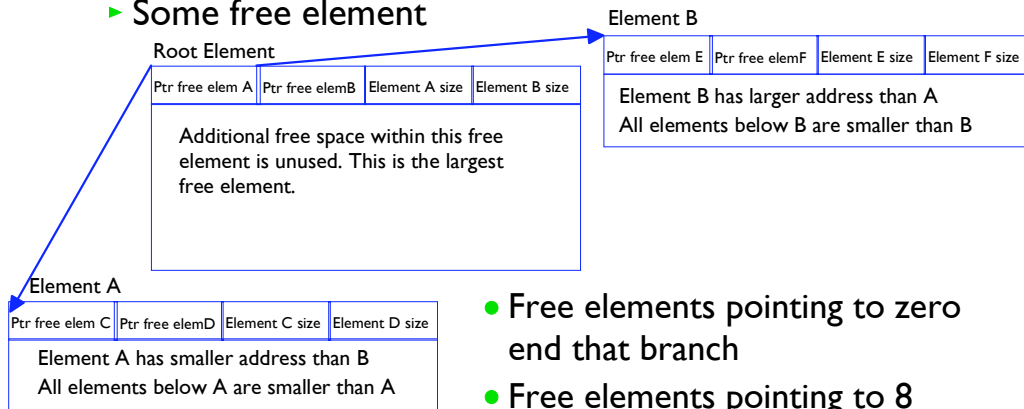 Some free element
Root Element
Ptr free elem A Ptr free elemB Element A size Element B size
Additional free space within this free
element is unused. This is the largest
free element.
Element B
Ptr free elem E Ptr free elemF Element E size Element F size
Element B has larger address than A
All elements below B are smaller than B
Element A
Ptr free elem C Ptr free elemD Element C size Element D size
Element A has smaller address than B
All elements below A are smaller than A
Free elements pointing to zero
end that branch
Free elements pointing to 8